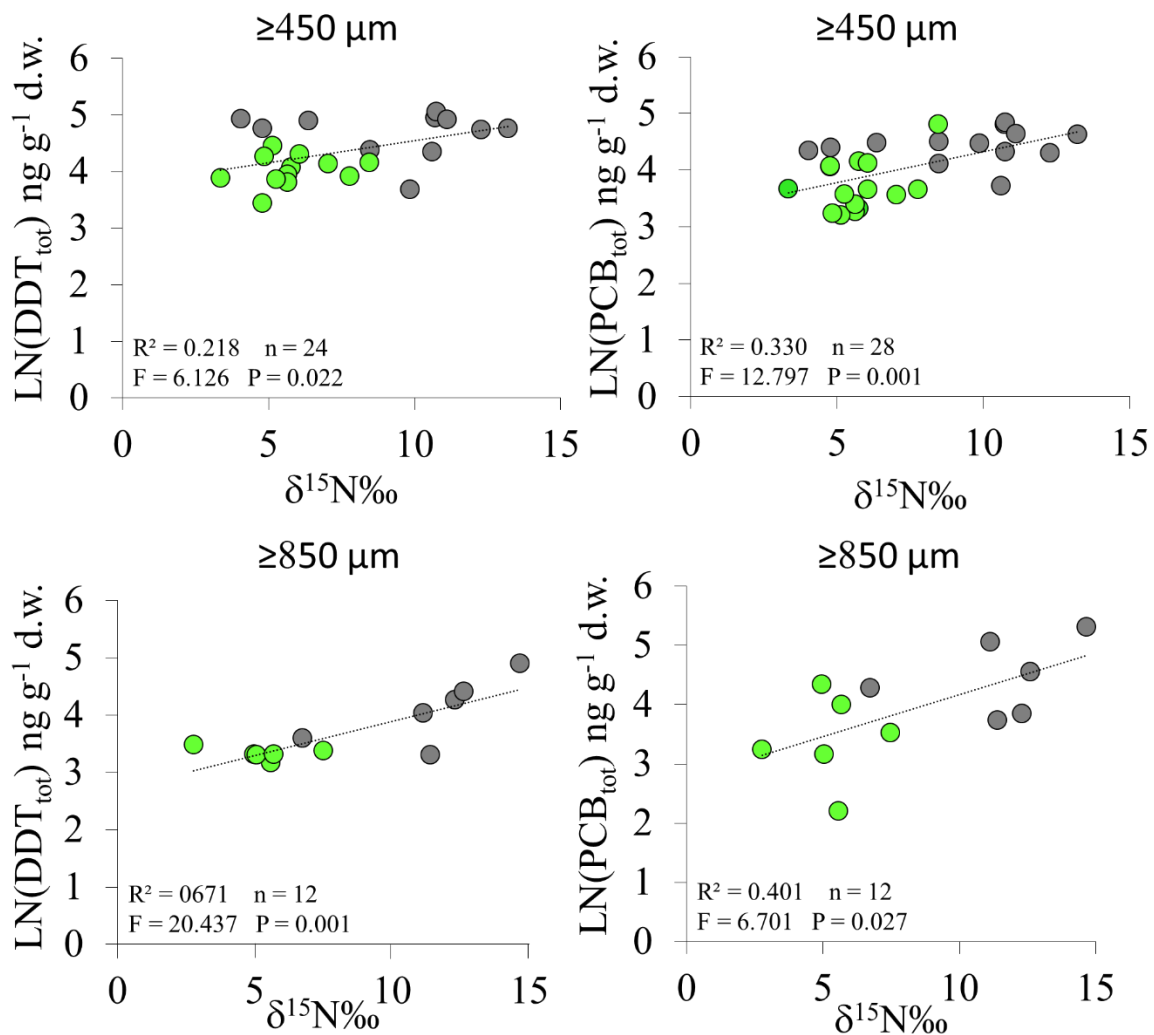 ≥450 µm
LN(DDTtot) ng g-1 d.w.
6
5
4
3
2
1
0
R² = 0.218 n = 24
F = 6.126 P = 0.022
0 5 10 15
δ15N‰
≥450 µm
LN(PCBtot) ng g-1 d.w.
6
5
4
3
2
1
0
R² = 0.330 n = 28
F = 12.797 P = 0.001
0 5 10 15
δ15N‰
≥850 µm
LN(DDTtot) ng g-1 d.w.
6
5
4
3
2
1
0
R² = 0671 n = 12
F = 20.437 P = 0.001
0 5 10 15
δ15N‰
≥850 µm
LN(PCBtot) ng g-1 d.w.
6
5
4
3
2
1
0
R² = 0.401 n = 12
F = 6.701 P = 0.027
0 5 10 15
δ15N‰